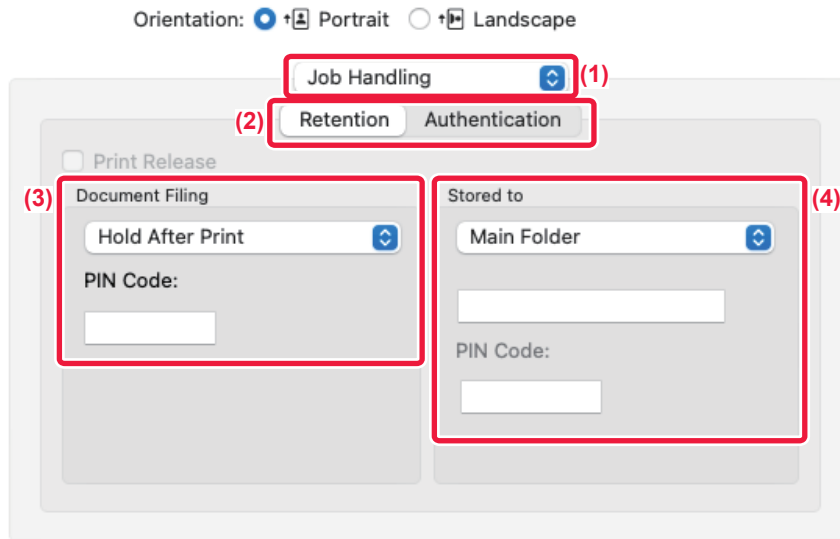 Orientation: Portrait Landscape
Job Handling (1)
(2) Retention Authentication
Print Release
(3) Document Filing Stored to (4)
Hold After Print Main Folder
PIN Code:
PIN Code: